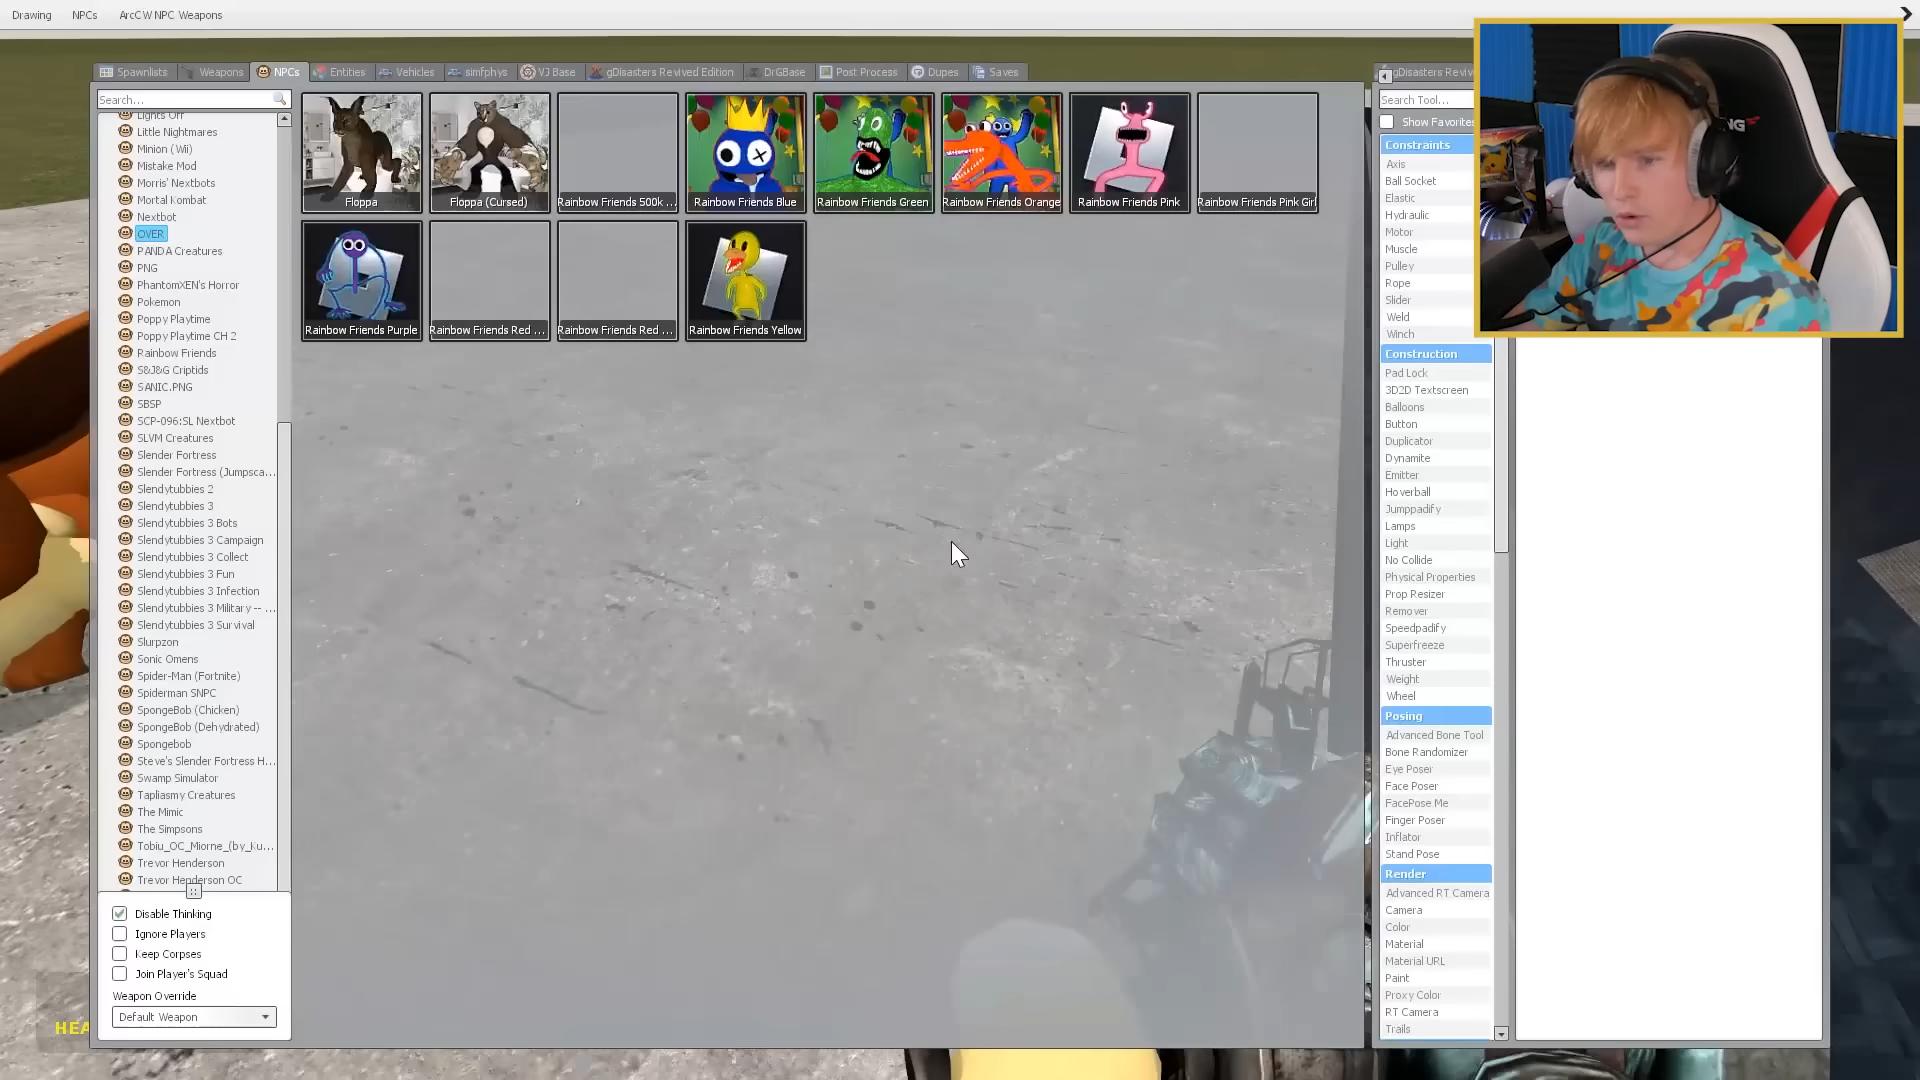 Drawing NPCs ArcCW NPC Weapons
Spawnlists Weapons NPCs Entities Vehicles simfphys VJ Base gDisasters Revived Edition DrGBase Post Process Dupes Saves
Search...
Lights Off
Little Nightmares
Minion (Wii)
Mistake Mod
Morris' Nextbots
Mortal Kombat
Nextbot
OVER
PANDA Creatures
PNG
PhantomXEN's Horror
Pokemon
Poppy Playtime
Poppy Playtime CH 2
Rainbow Friends
S&J&G Criptids
SANIC.PNG
SBSP
SCP-096:SL Nextbot
SLVM Creatures
Slender Fortress
Slender Fortress (Jumpsca...
Slendytubbies 2
Slendytubbies 3
Slendytubbies 3 Bots
Slendytubbies 3 Campaign
Slendytubbies 3 Collect
Slendytubbies 3 Fun
Slendytubbies 3 Infection
Slendytubbies 3 Military -- ...
Slendytubbies 3 Survival
Slurpzon
Sonic Omens
Spider-Man (Fortnite)
Spiderman SNPC
SpongeBob (Chicken)
SpongeBob (Dehydrated)
Spongebob
Steve's Slender Fortress H...
Swamp Simulator
Tapliasmy Creatures
The Mimic
The Simpsons
Tobiu_OC_Miorne_(by_Ku...
Trevor Henderson
Trevor Henderson OC
Disable Thinking
Ignore Players
Keep Corpses
Join Player's Squad
Weapon Override
Default Weapon
HEA
Floppa
Floppa (Cursed)
Rainbow Friends 500k ...
Rainbow Friends Blue
Rainbow Friends Green
Rainbow Friends Orange
Rainbow Friends Pink
Rainbow Friends Pink Girl
Rainbow Friends Purple
Rainbow Friends Red ...
Rainbow Friends Red ...
Rainbow Friends Yellow
gDisasters Revi
Search Tool...
Show Favorites
Constraints
Axis
Ball Socket
Elastic
Hydraulic
Motor
Muscle
Pulley
Rope
Slider
Weld
Winch
Construction
Pad Lock
3D2D Textscreen
Balloons
Button
Duplicator
Dynamite
Emitter
Hoverball
Jumppadify
Lamps
Light
No Collide
Physical Properties
Prop Resizer
Remover
Speedpadify
Superfreeze
Thruster
Weight
Wheel
Posing
Advanced Bone Tool
Bone Randomizer
Eye Poser
Face Poser
FacePose Me
Finger Poser
Inflator
Stand Pose
Render
Advanced RT Camera
Camera
Color
Material
Material URL
Paint
Proxy Color
RT Camera
Trails
NG